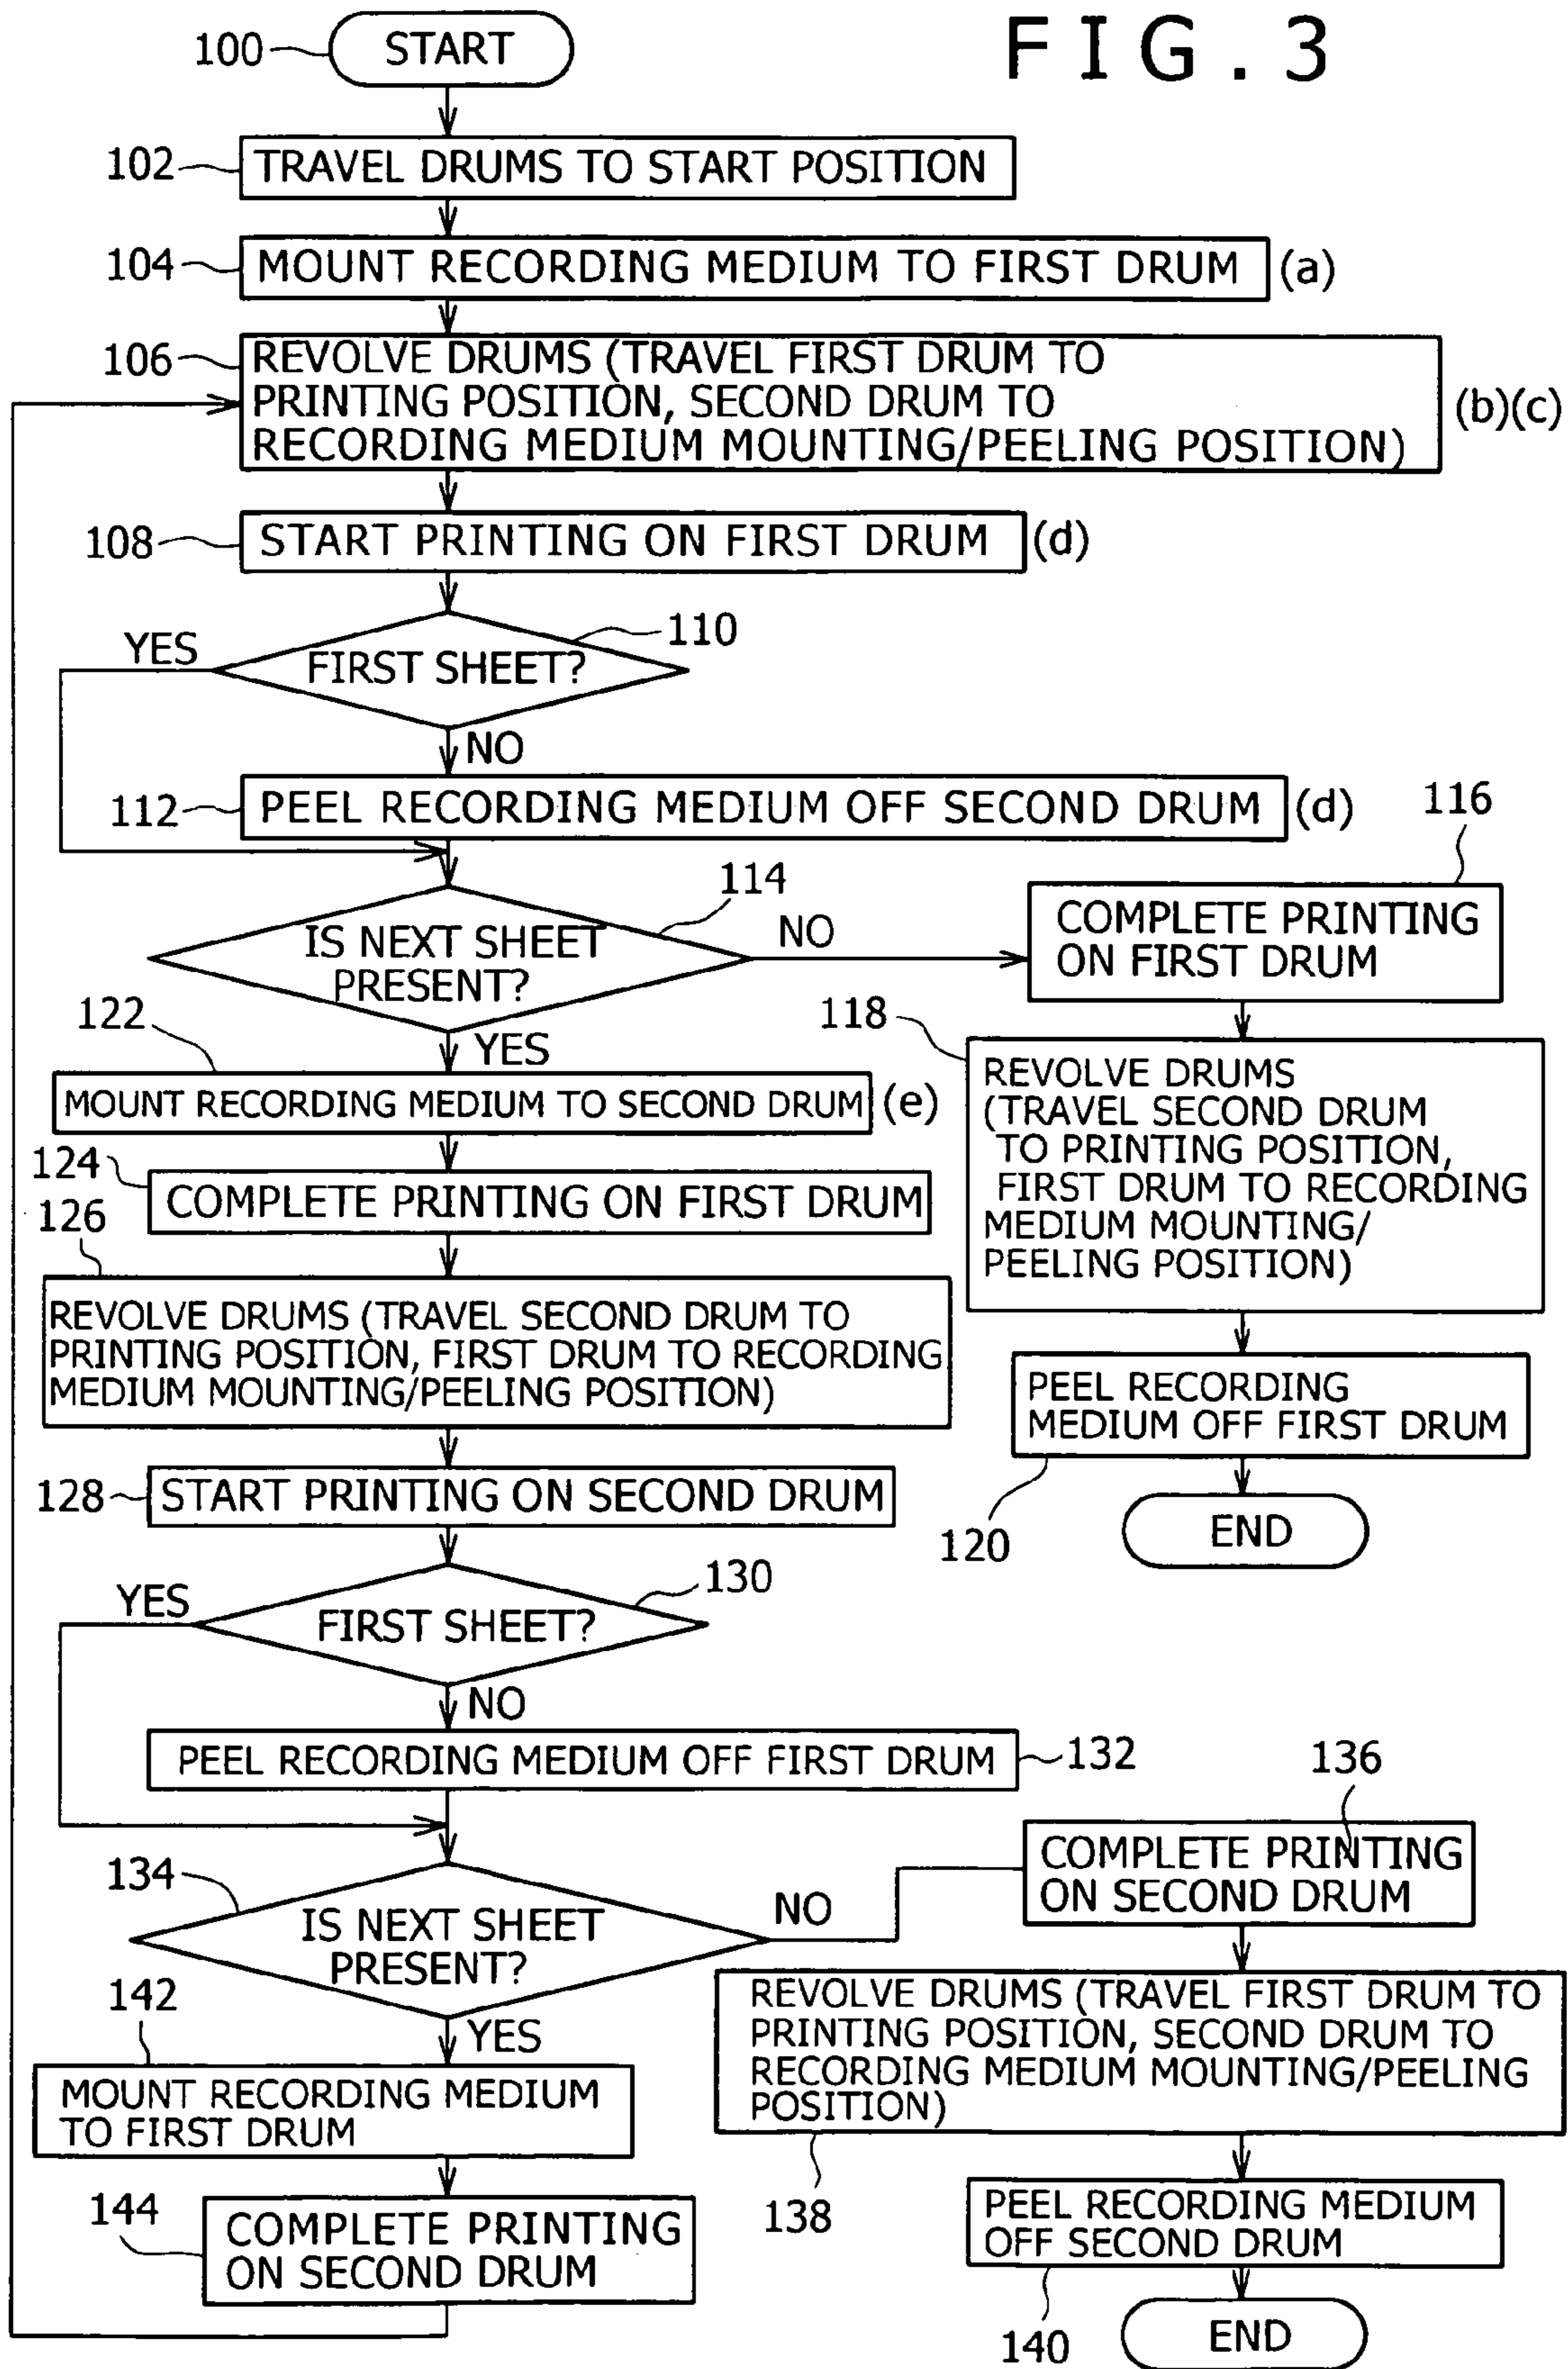 FIG.3
100
START
102
TRAVEL DRUMS TO START POSITION
104
MOUNT RECORDING MEDIUM TO FIRST DRUM
(a)
106
REVOLVE DRUMS (TRAVEL FIRST DRUM TO
PRINTING POSITION, SECOND DRUM TO
RECORDING MEDIUM MOUNTING/PEELING POSITION)
(b)(c)
108
START PRINTING ON FIRST DRUM
(d)
110
YES
FIRST SHEET?
NO
112
PEEL RECORDING MEDIUM OFF SECOND DRUM
(d)
114
IS NEXT SHEET
PRESENT?
NO
116
COMPLETE PRINTING
ON FIRST DRUM
118
REVOLVE DRUMS
(TRAVEL SECOND DRUM
TO PRINTING POSITION,
FIRST DRUM TO RECORDING
MEDIUM MOUNTING/
PEELING POSITION)
120
PEEL RECORDING
MEDIUM OFF FIRST DRUM
END
YES
122
MOUNT RECORDING MEDIUM TO SECOND DRUM
(e)
124
COMPLETE PRINTING ON FIRST DRUM
126
REVOLVE DRUMS (TRAVEL SECOND DRUM TO
PRINTING POSITION, FIRST DRUM TO RECORDING
MEDIUM MOUNTING/PEELING POSITION)
128
START PRINTING ON SECOND DRUM
130
YES
FIRST SHEET?
NO
PEEL RECORDING MEDIUM OFF FIRST DRUM
132
134
IS NEXT SHEET
PRESENT?
NO
136
COMPLETE PRINTING
ON SECOND DRUM
REVOLVE DRUMS (TRAVEL FIRST DRUM TO
PRINTING POSITION, SECOND DRUM TO
RECORDING MEDIUM MOUNTING/PEELING
POSITION)
138
PEEL RECORDING MEDIUM
OFF SECOND DRUM
140
END
YES
142
MOUNT RECORDING MEDIUM
TO FIRST DRUM
144
COMPLETE PRINTING
ON SECOND DRUM